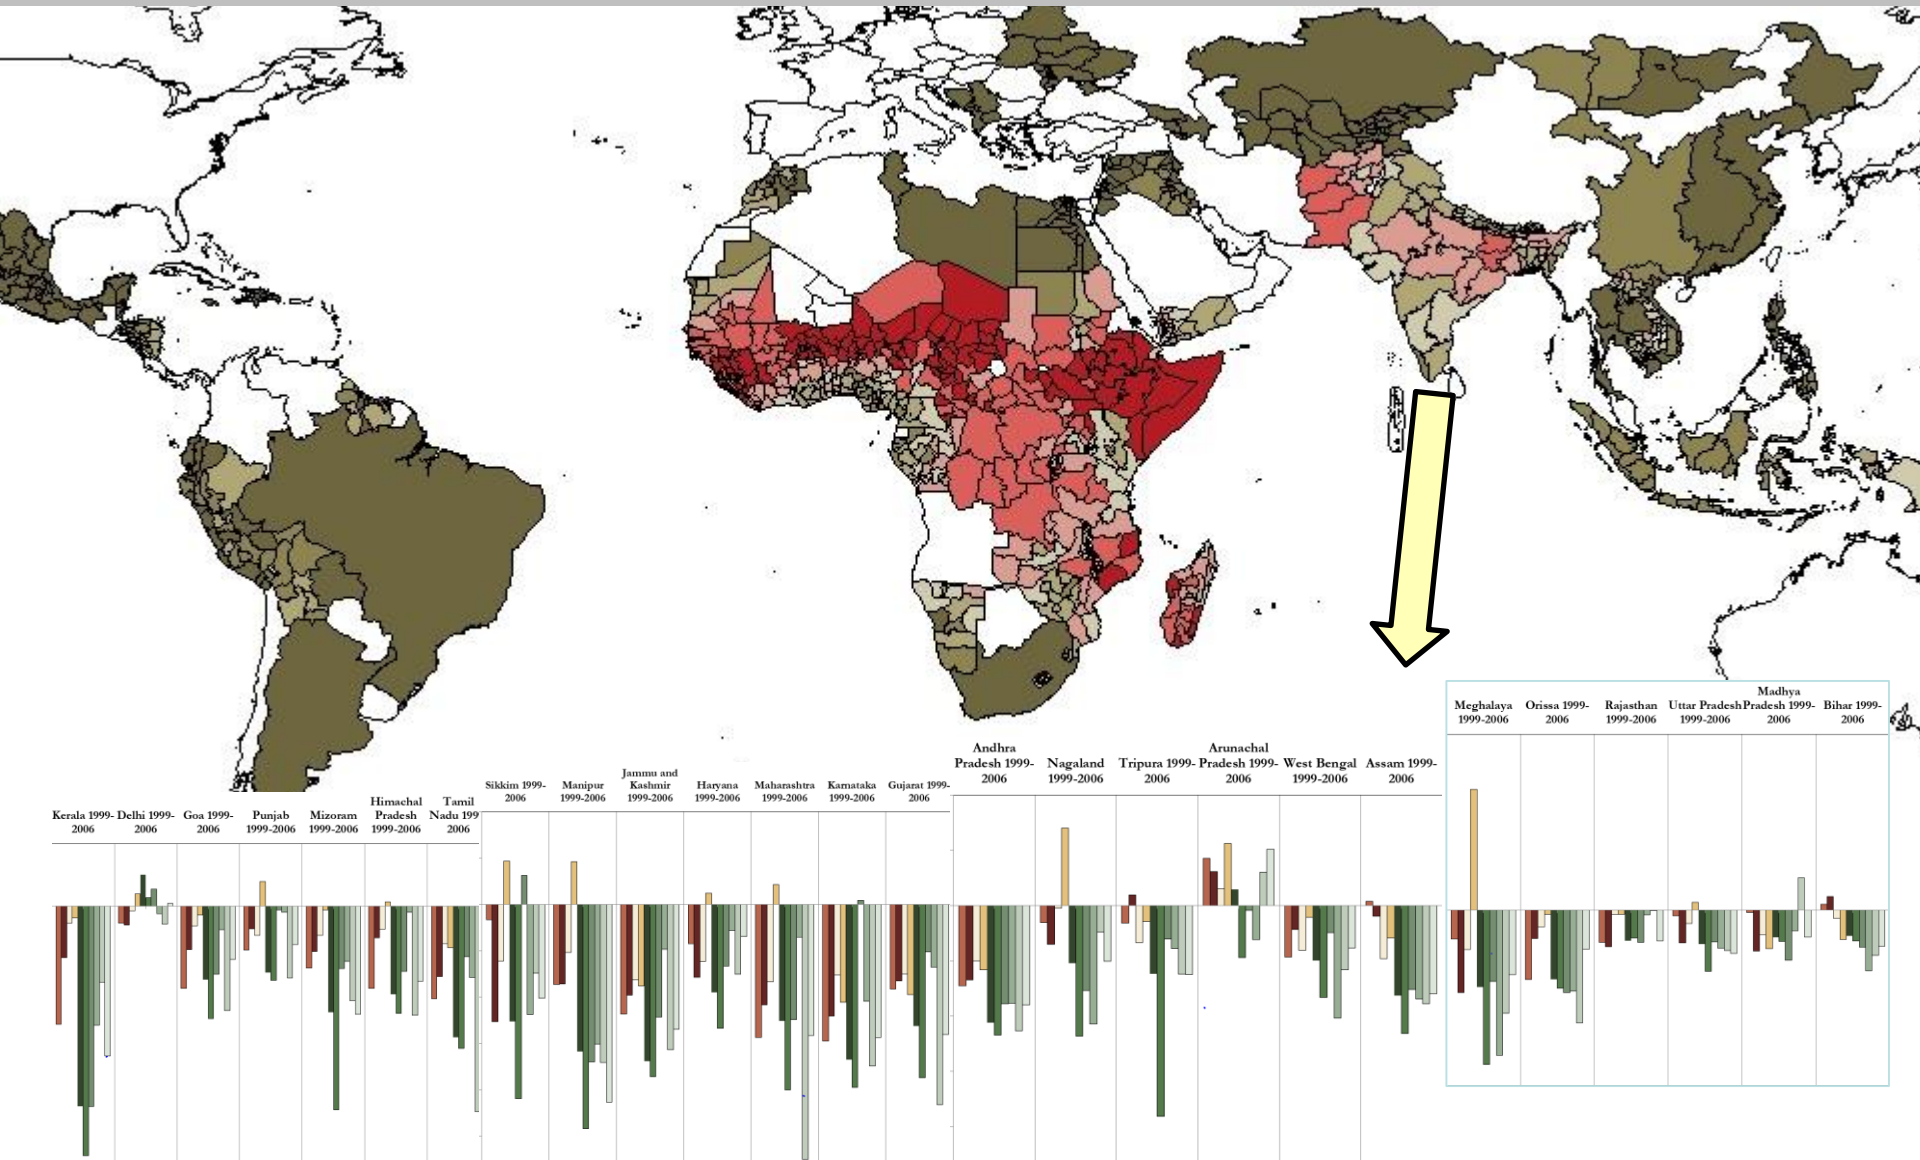 Meghalaya
1999-2006
Orissa 1999-
2006
Rajasthan
1999-2006
Uttar Pradesh
1999-2006
Madhya
Pradesh 1999-
2006
Bihar 1999-
2006
Andhra
Pradesh 1999-
2006
Nagaland
1999-2006
Tripura 1999-
2006
Arunachal
Pradesh 1999-
2006
West Bengal
1999-2006
Assam 1999-
2006
Sikkim 1999-
2006
Manipur
1999-2006
Jammu and
Kashmir
1999-2006
Haryana
1999-2006
Maharashtra
1999-2006
Karnataka
1999-2006
Gujarat 1999-
2006
Kerala 1999-
2006
Delhi 1999-
2006
Goa 1999-
2006
Punjab
1999-2006
Mizoram
1999-2006
Himachal
Pradesh
1999-2006
Tamil
Nadu 199
2006